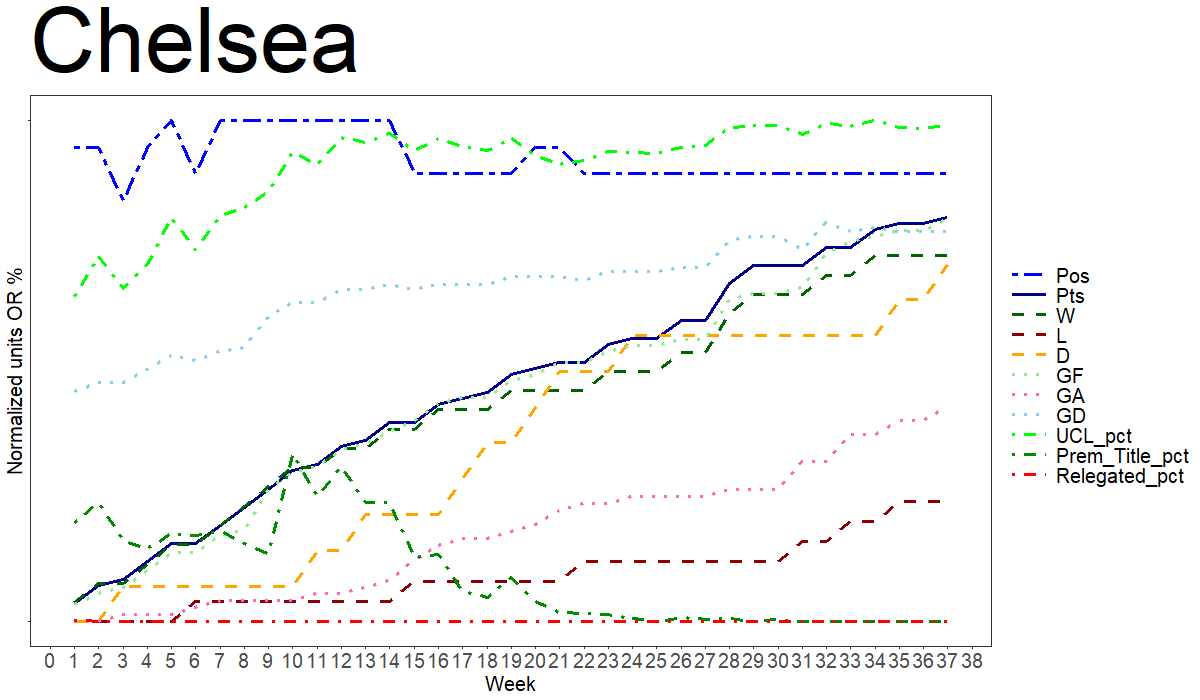 Chelsea
Normalized units OR %
Pos
Pts
W
L
D
GF
GA
GD
UCL_pct
Prem_Title_pct
Relegated_pct
0 1 2 3 4 5 6 7 8 9 10 11 12 13 14 15 16 17 18 19 20 21 22 23 24 25 26 27 28 29 30 31 32 33 34 35 36 37 38
Week